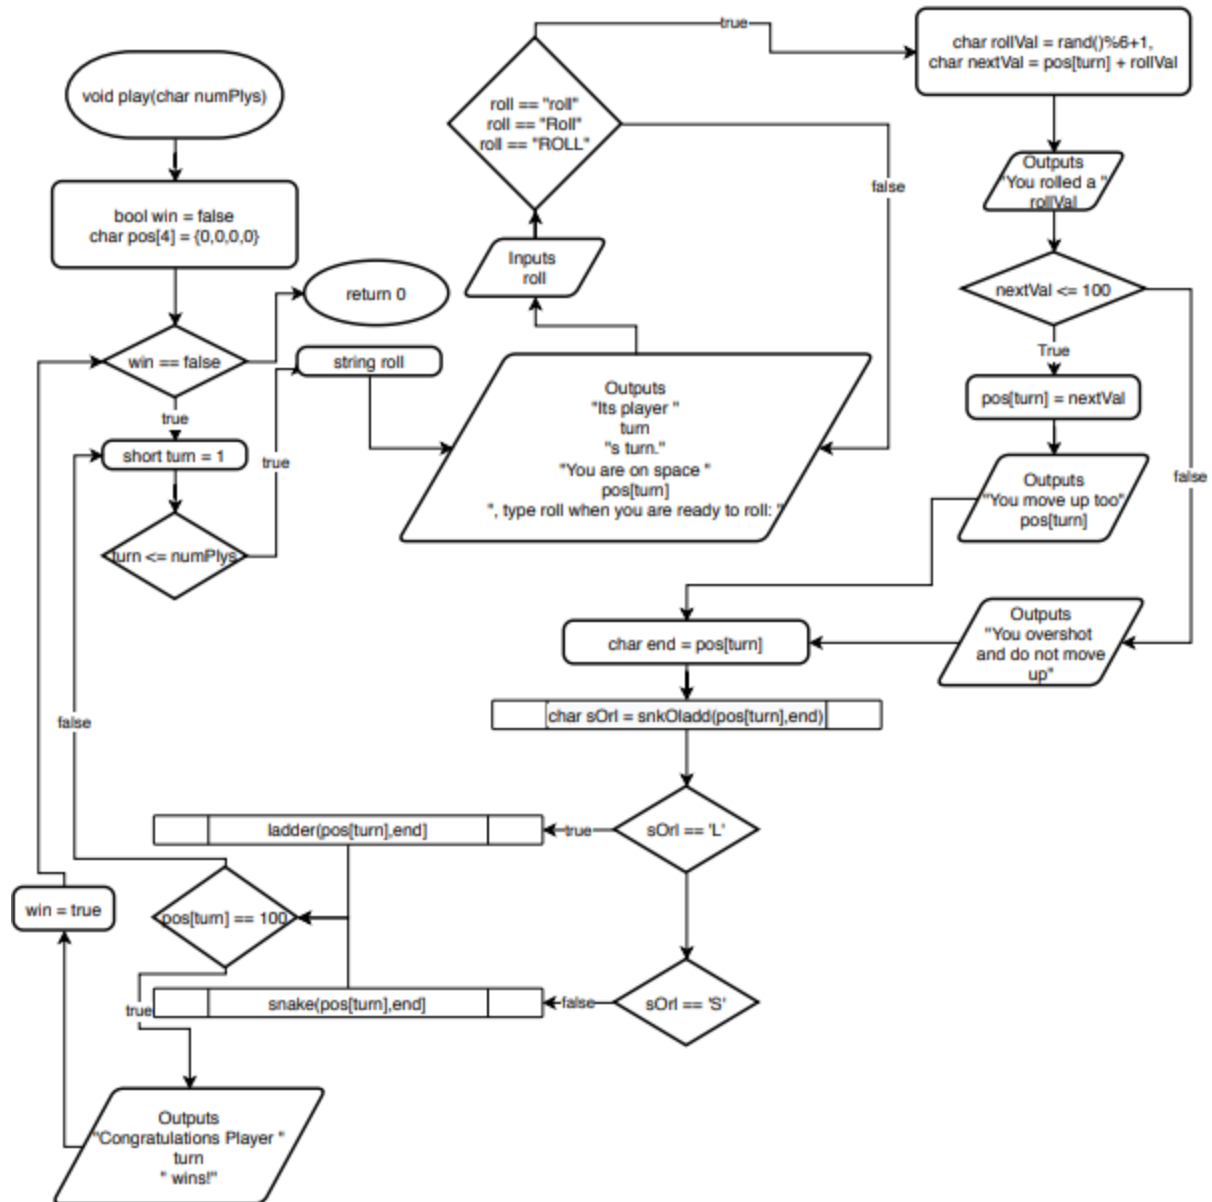 void play(char numPlys)
bool win = false
char pos[4] = {0,0,0,0}
win == false
return 0
true
short turn = 1
turn <= numPlys
true
string roll
Outputs
"Its player "
turn
"s turn."
"You are on space "
pos[turn]
", type roll when you are ready to roll: "
Inputs
roll
roll == "roll"
roll == "Roll"
roll == "ROLL"
true
false
char rollVal = rand()%6+1,
char nextVal = pos[turn] + rollVal
Outputs
"You rolled a "
rollVal
nextVal <= 100
True
false
pos[turn] = nextVal
Outputs
"You move up too"
pos[turn]
Outputs
"You overshot
and do not move
up"
char end = pos[turn]
char sOrl = snkOladd(pos[turn],end)
sOrl == 'L'
true
ladder(pos[turn],end]
sOrl == 'S'
false
snake(pos[turn],end]
pos[turn] == 100
false
true
Outputs
"Congratulations Player "
turn
" wins!"
win = true